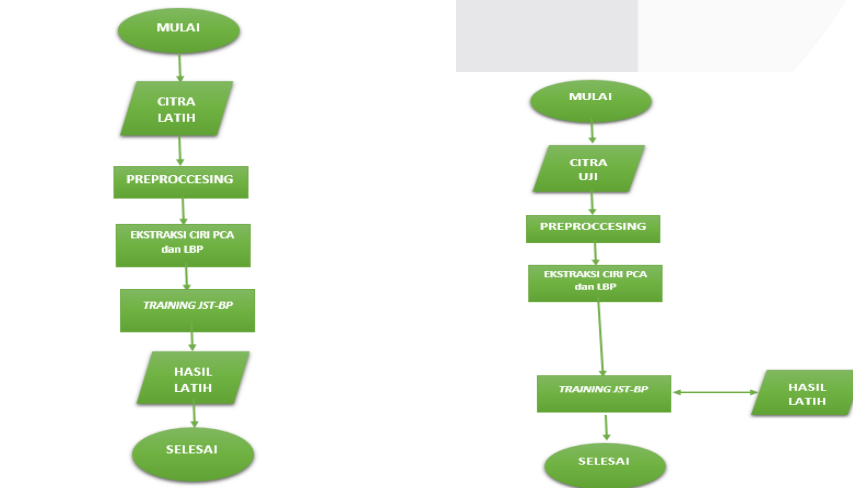 MULAI
CITRA
LATIH
PREPROCCESING
EKSTRAKSI CIRI PCA
dan LBP
TRAINING JST-BP
HASIL
LATIH
SELESAI
MULAI
CITRA
UJI
PREPROCCESING
EKSTRAKSI CIRI PCA
dan LBP
TRAINING JST-BP
HASIL
LATIH
SELESAI